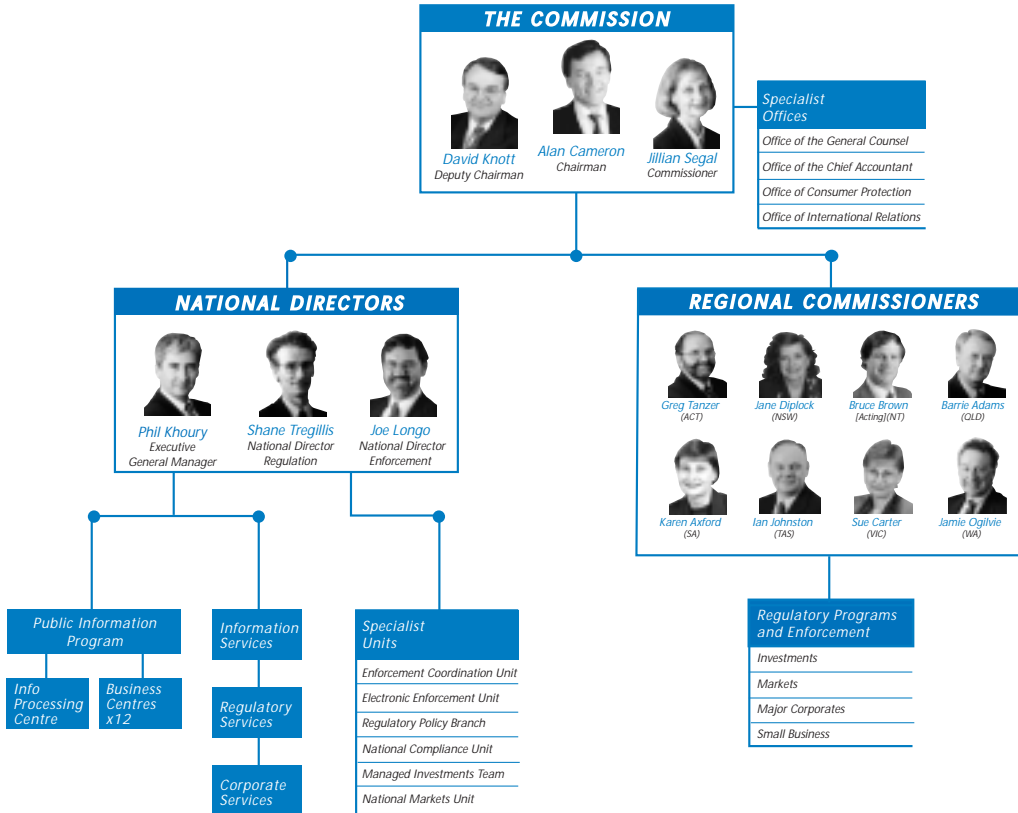 THE COMMISSION
David Knott
Deputy Chairman
Alan Cameron
Chairman
Jillian Segal
Commissioner
Specialist
Offices
Office of the General Counsel
Office of the Chief Accountant
Office of Consumer Protection
Office of International Relations
NATIONAL DIRECTORS
Phil Khoury
Executive
General Manager
Shane Tregillis
National Director
Regulation
Joe Longo
National Director
Enforcement
REGIONAL COMMISSIONERS
Greg Tanzer
(ACT)
Jane Diplock
(NSW)
Bruce Brown
[Acting](NT)
Barrie Adams
(QLD)
Karen Axford
(SA)
Ian Johnston
(TAS)
Sue Carter
(VIC)
Jamie Ogilvie
(WA)
Public Information
Program
Info
Processing
Centre
Business
Centres
x12
Information
Services
Regulatory
Services
Corporate
Services
Specialist
Units
Enforcement Coordination Unit
Electronic Enforcement Unit
Regulatory Policy Branch
National Compliance Unit
Managed Investments Team
National Markets Unit
Regulatory Programs
and Enforcement
Investments
Markets
Major Corporates
Small Business